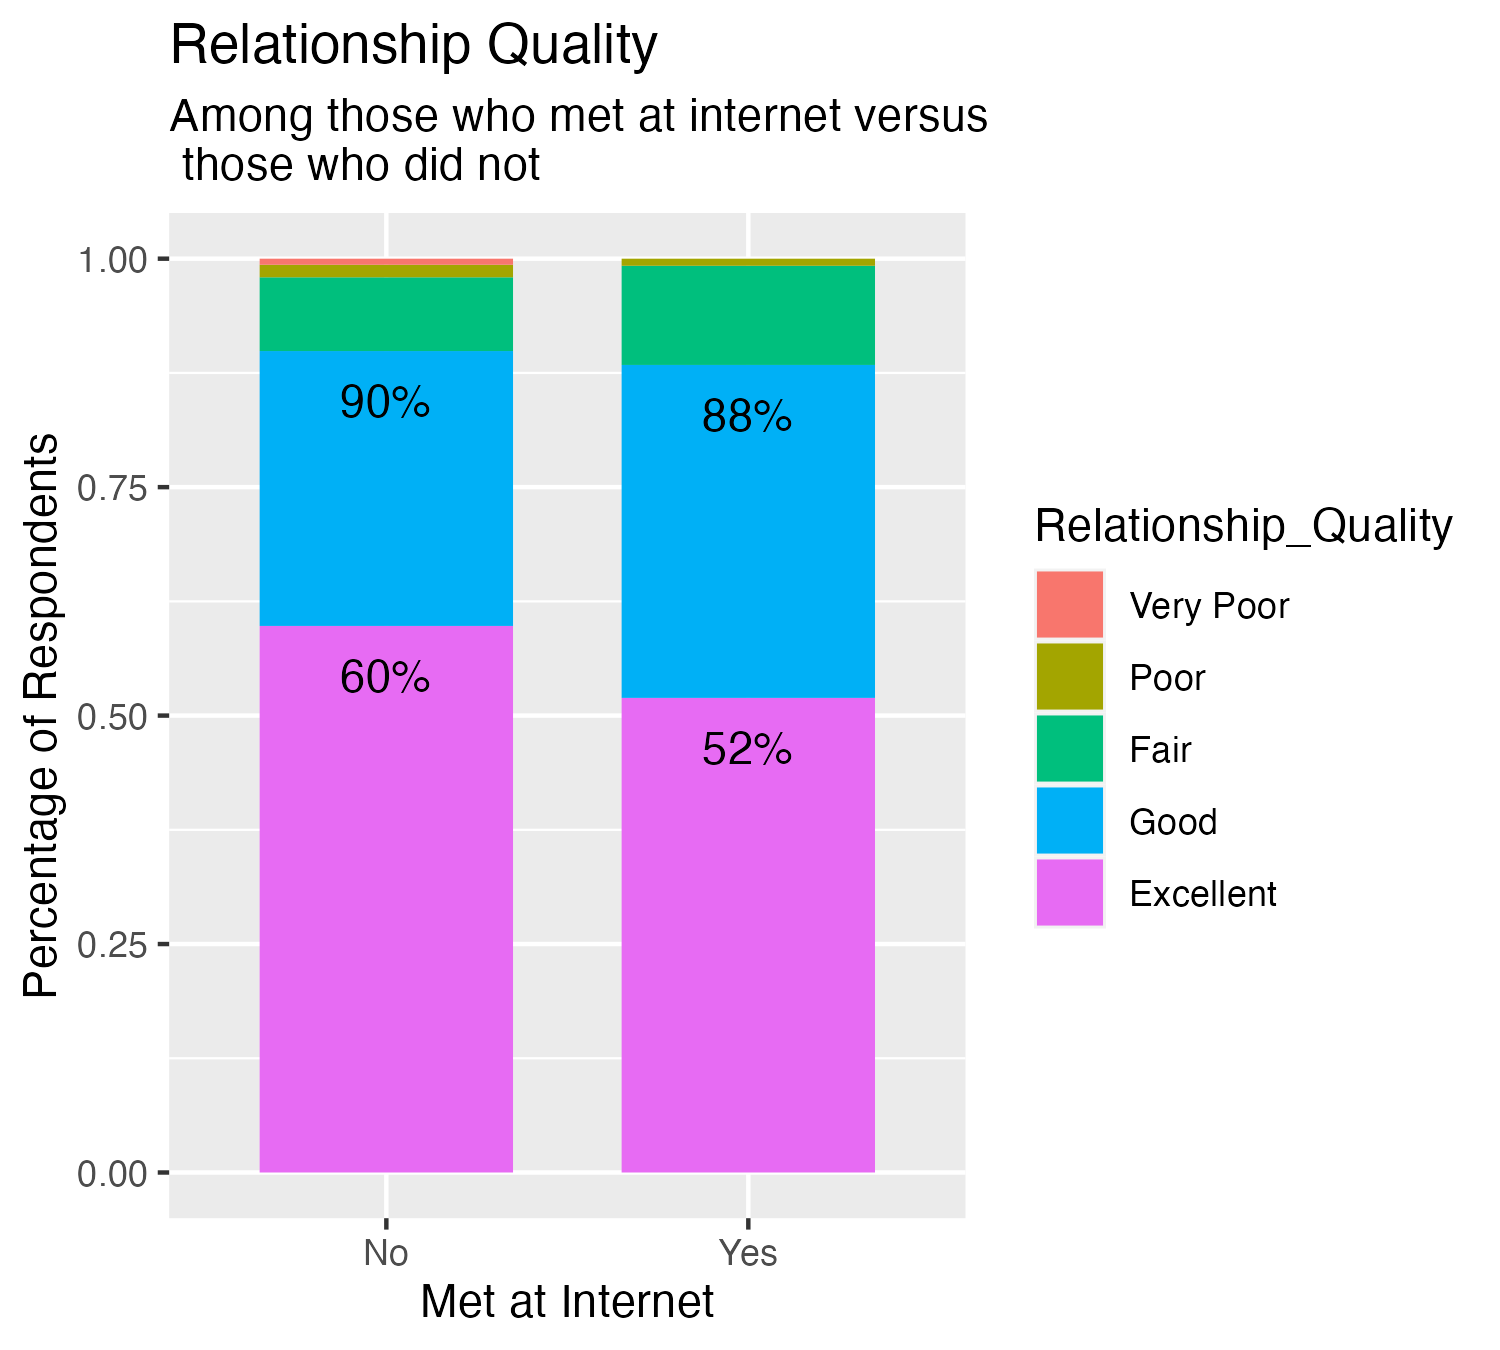 Relationship Quality
Among those who met at internet versus
those who did not
1.00
0.75
0.50
0.25
0.00
Percentage of Respondents
90%
60%
88%
52%
No
Yes
Met at Internet
Relationship_Quality
Very Poor
Poor
Fair
Good
Excellent